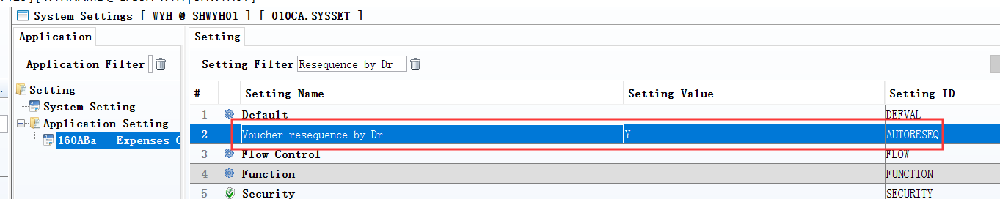 System Settings [ WYH @ SHWYH01 ] [ 010CA.SYSSET ]
Application
Setting
Application Filter
Setting Filter Resequence by Dr
Setting
System Setting
Application Setting
160ABa - Expenses
# Setting Name Setting Value Setting ID
1 Default DEFVAL
2 Voucher resequence by Dr Y AUTORESEQ
3 Flow Control FLOW
4 Function FUNCTION
5 Security SECURITY